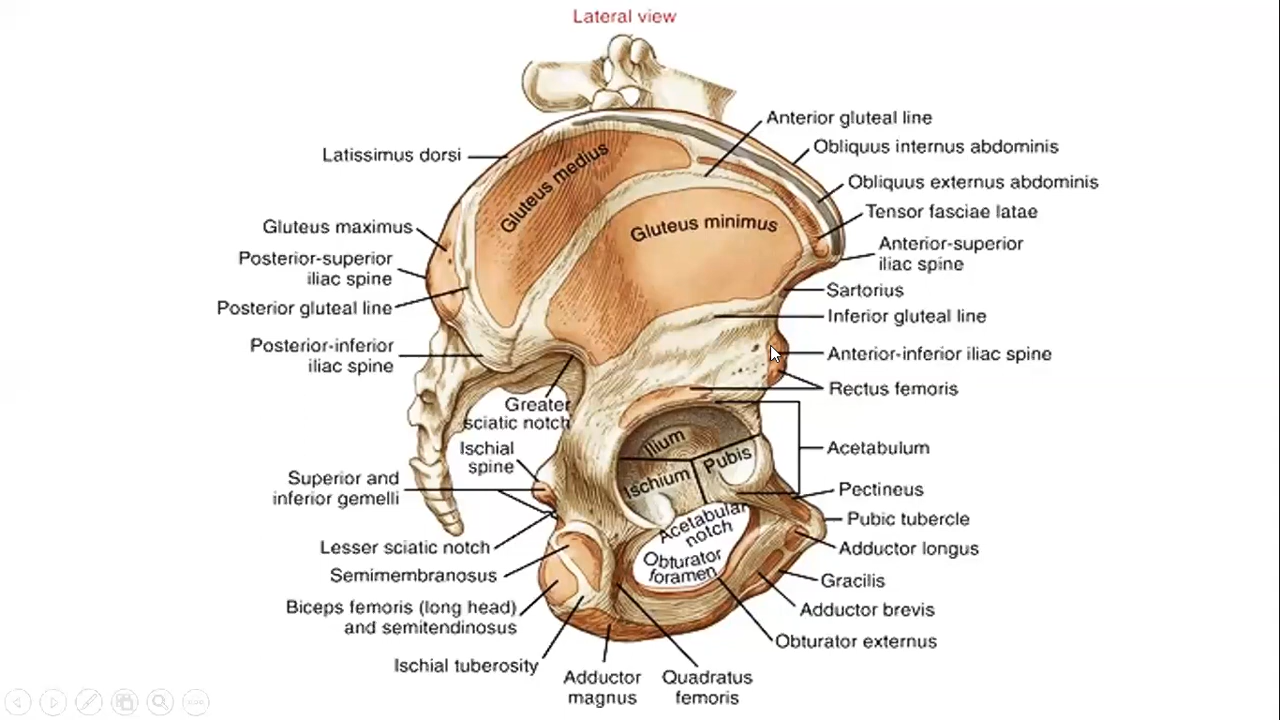 Lateral view
Anterior gluteal line
Obliquus internus abdominis
Latissimus dorsi
Obliquus externus abdominis
Gluteus medius
Tensor fasciae latae
Gluteus maximus
Gluteus minimus
Anterior-superior
iliac spine
Posterior-superior
iliac spine
Sartorius
Posterior gluteal line
Inferior gluteal line
Posterior-inferior
iliac spine
Anterior-inferior iliac spine
Rectus femoris
Greater
sciatic notch
Ilium
Acetabulum
Ischial
spine
Pubis
Ischium
Superior and
inferior gemelli
Pectineus
Acetabular
notch
Pubic tubercle
Lesser sciatic notch
Adductor longus
Obturator
foramen
Semimembranosus
Gracilis
Biceps femoris (long head)
and semitendinosus
Adductor brevis
Obturator externus
Ischial tuberosity
Adductor
magnus
Quadratus
femoris